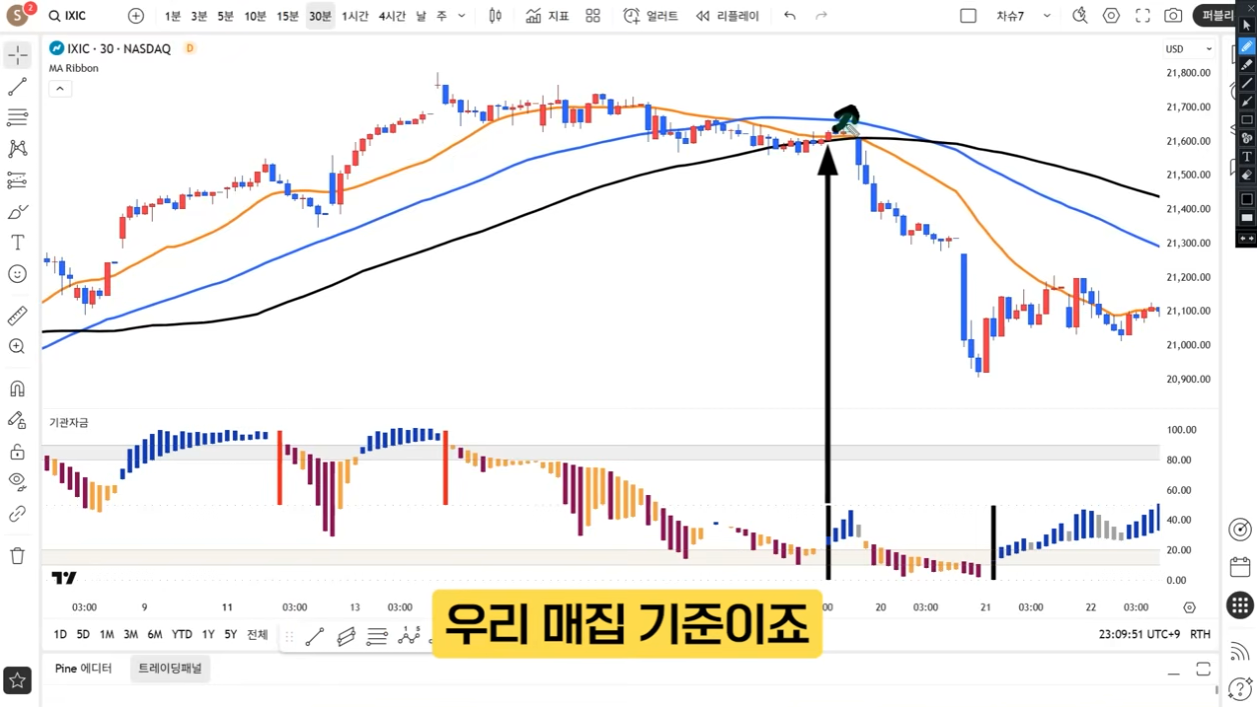 S 2 IXIC 1분 3분 5분 10분 15분 30분 1시간 4시간 날 주 지표 얼러트 리플레이 차슈7 퍼블리
IXIC · 30 · NASDAQ D USD
MA Ribbon
21,800.00
21,700.00
21,600.00
21,500.00
21,400.00
21,300.00
21,200.00
21,100.00
21,000.00
20,900.00
기관자금
100.00
80.00
60.00
40.00
20.00
0.00
03:00 9 11 03:00 13 03:00 20 03:00 21 03:00 22 03:00
우리 매집 기준이죠
1D 5D 1M 3M 6M YTD 1Y 5Y 전체 23:09:51 UTC+9 RTH
Pine 에디터 트레이딩패널